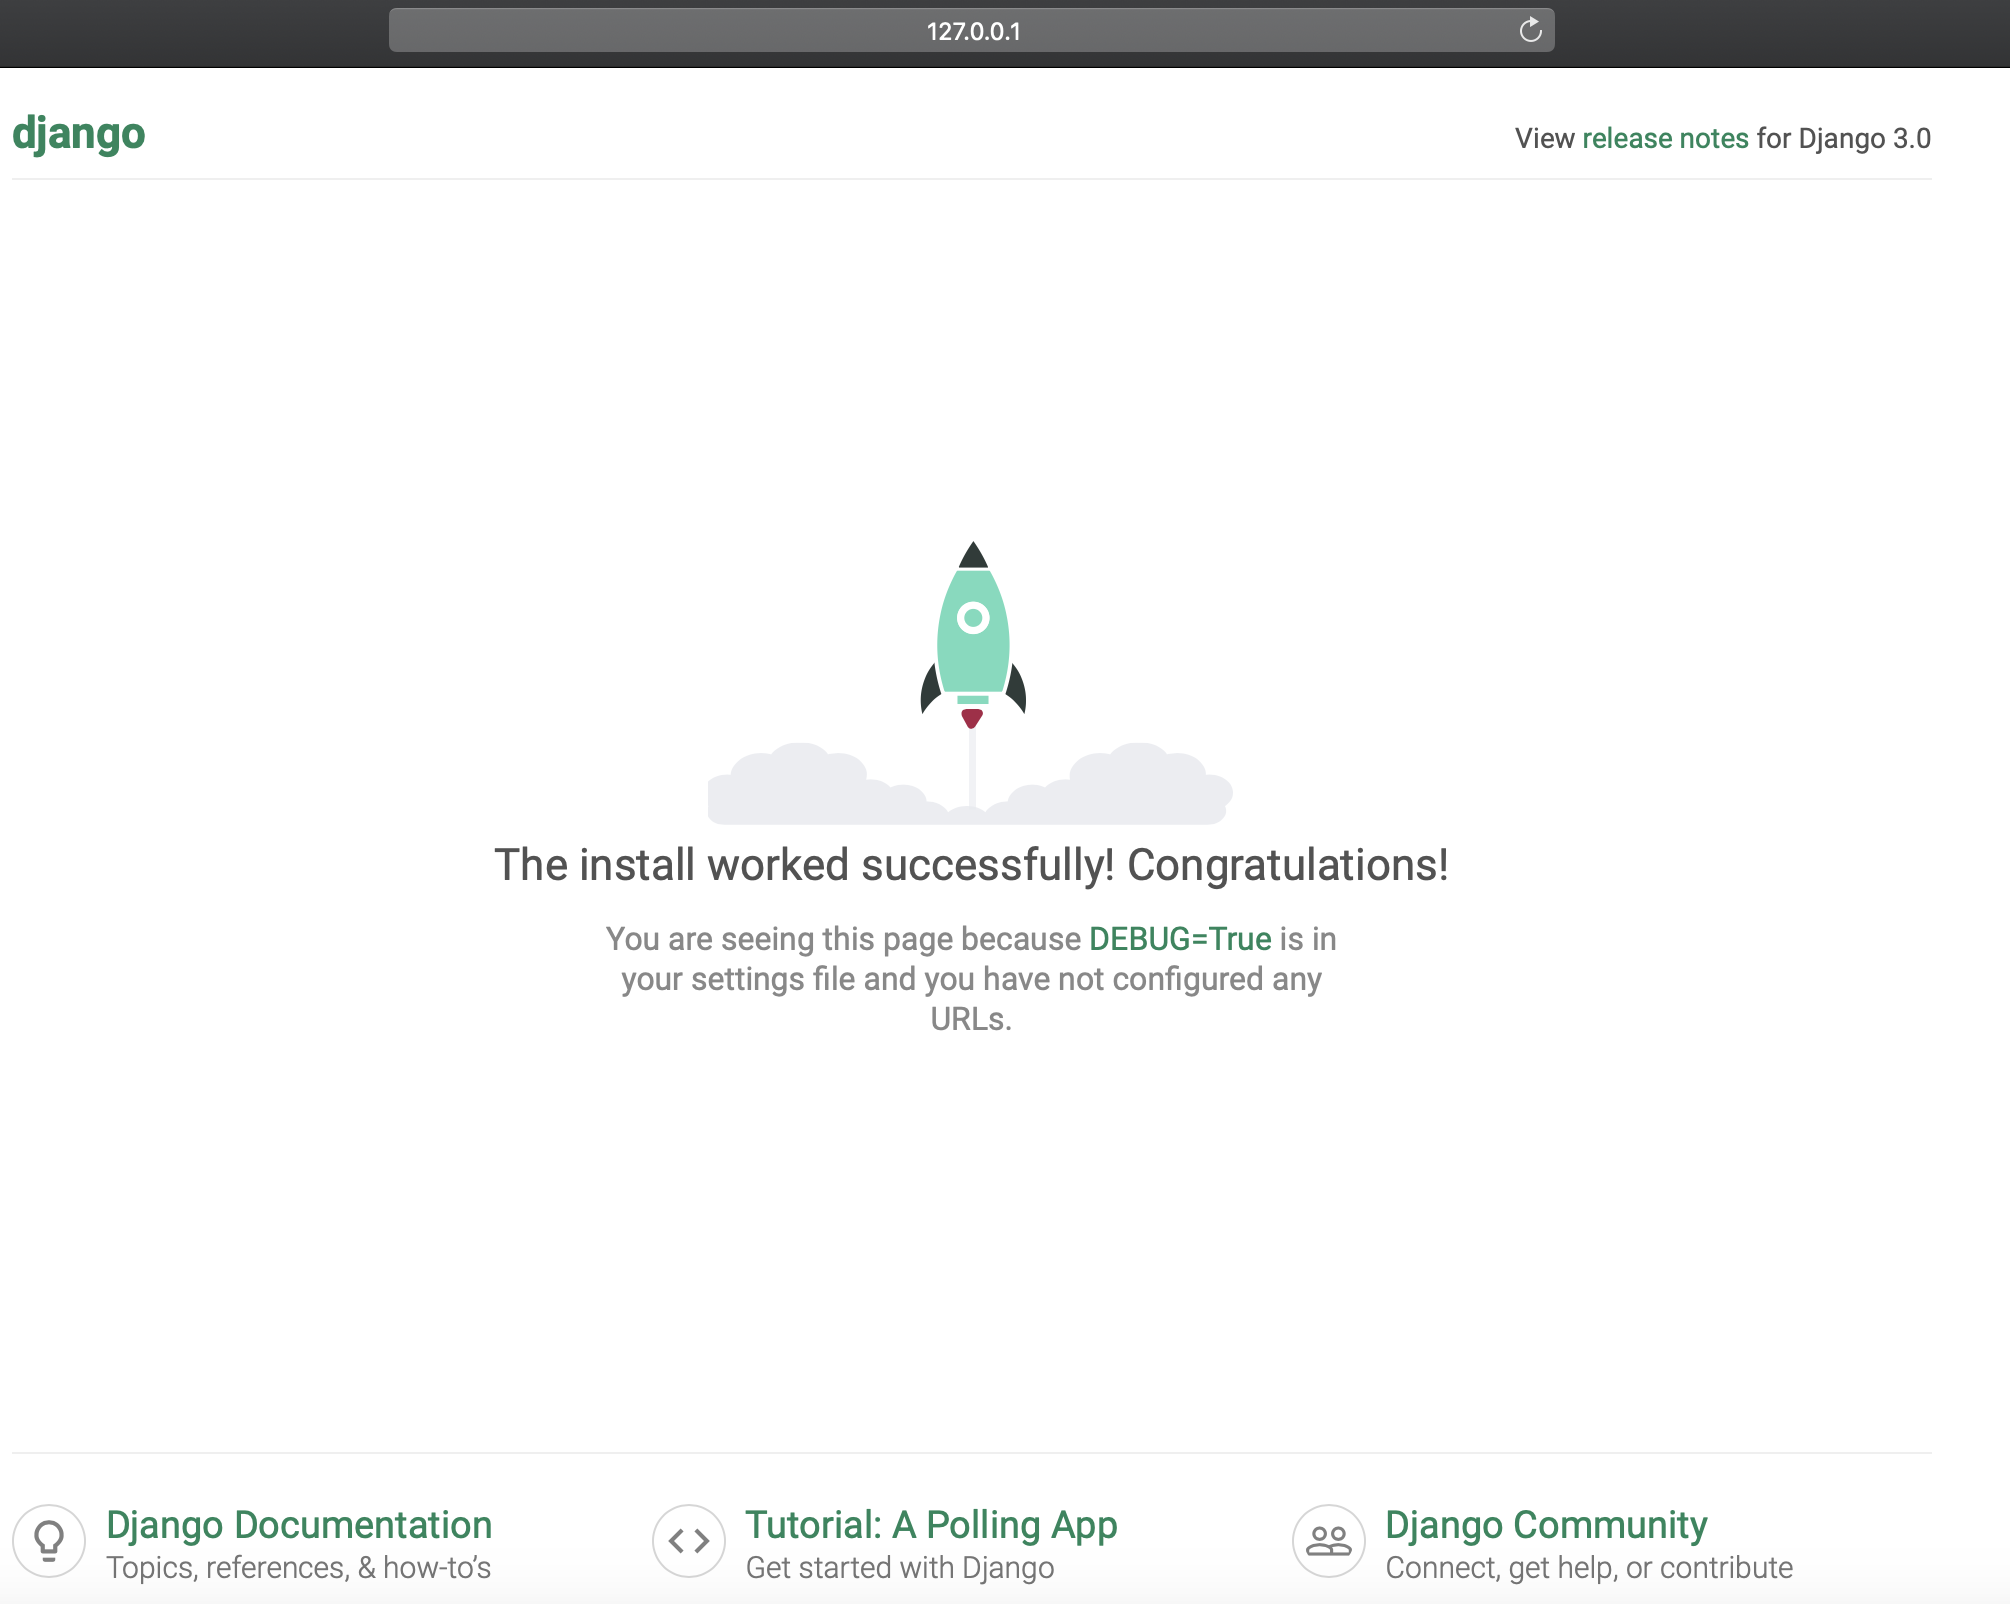 127.0.0.1
django
View release notes for Django 3.0
The install worked successfully! Congratulations!
You are seeing this page because DEBUG=True is in
your settings file and you have not configured any
URLs.
Django Documentation
Topics, references, & how-to’s
Tutorial: A Polling App
Get started with Django
Django Community
Connect, get help, or contribute